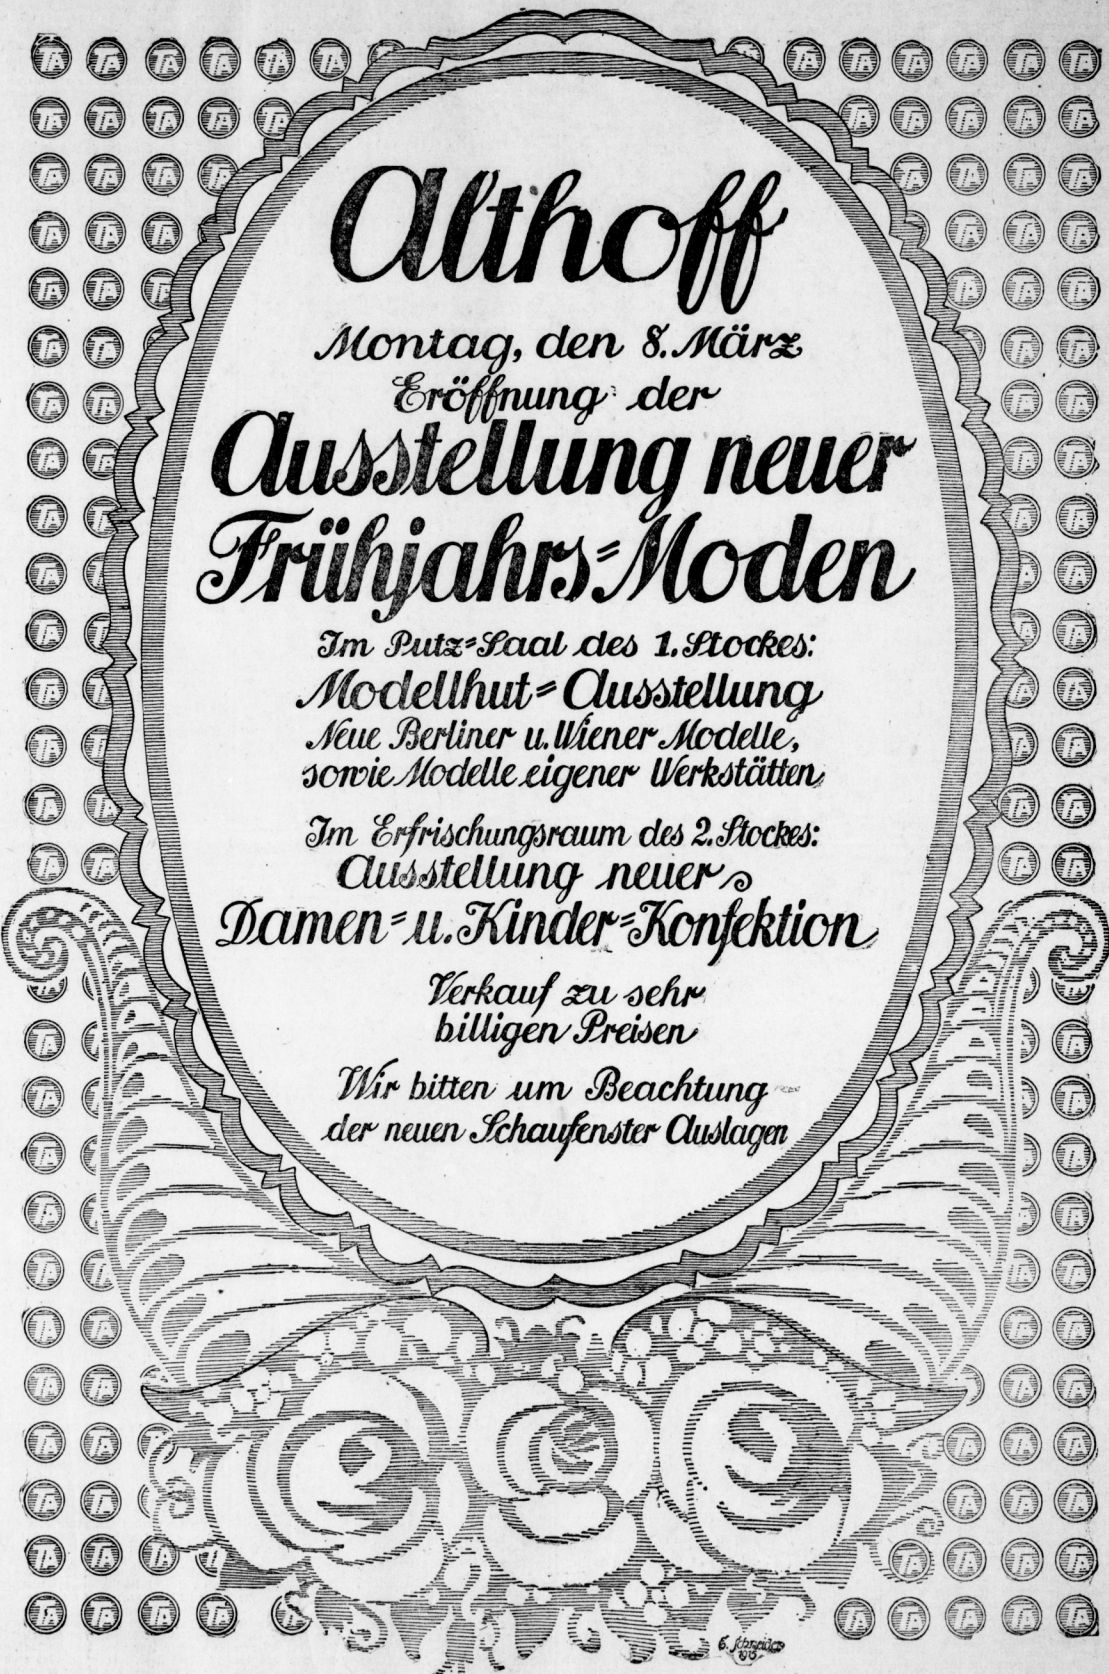 Althoff
Montag, den 8. März
Eröffnung der
Ausstellung neuer
Frühjahrs=Moden
Im Putz=Saal des 1. Stockes:
Modellhut=Ausstellung
Neue Berliner u. Wiener Modelle,
sowie Modelle eigener Werkstätten
Im Erfrischungsraum des 2. Stockes:
Ausstellung neuer
Damen= u. Kinder=Konfektion
Verkauf zu sehr
billigen Preisen
Wir bitten um Beachtung
der neuen Schaufenster Auslagen